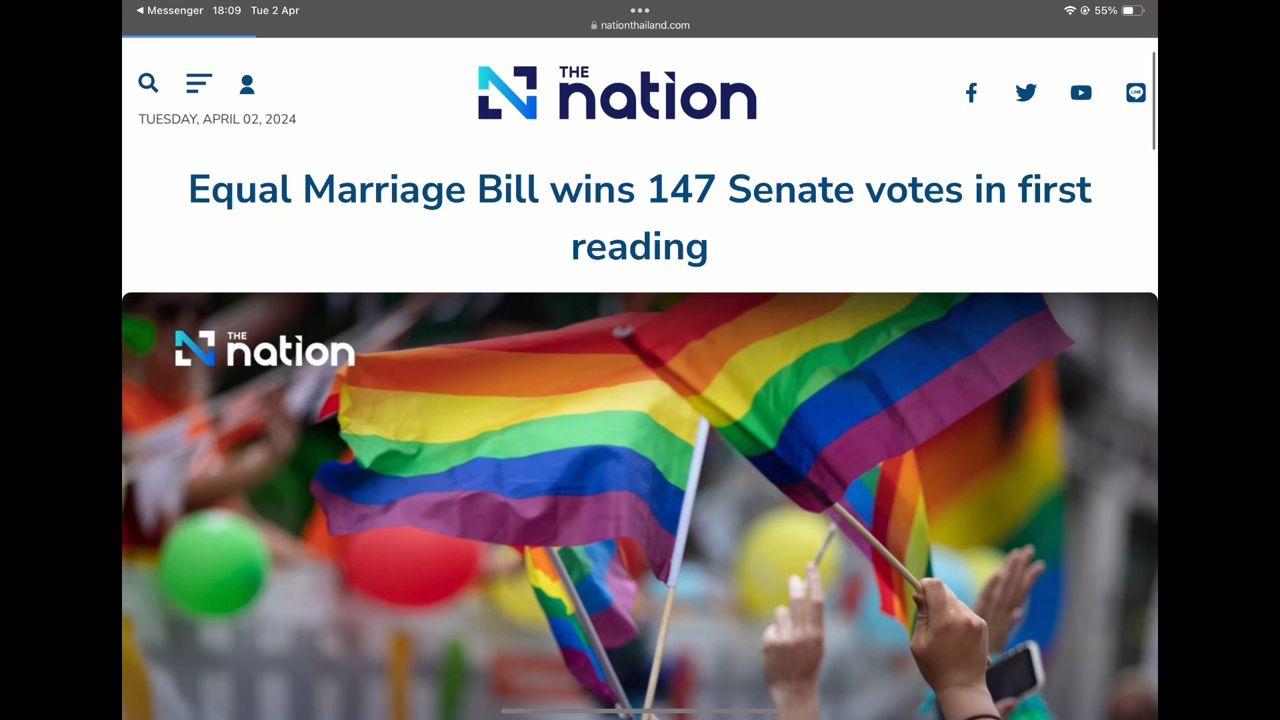 Messenger 18:09 Tue 2 Apr
55%
nationthailand.com
THE
nation
TUESDAY, APRIL 02, 2024
LINE
Equal Marriage Bill wins 147 Senate votes in first
reading
THE
nation